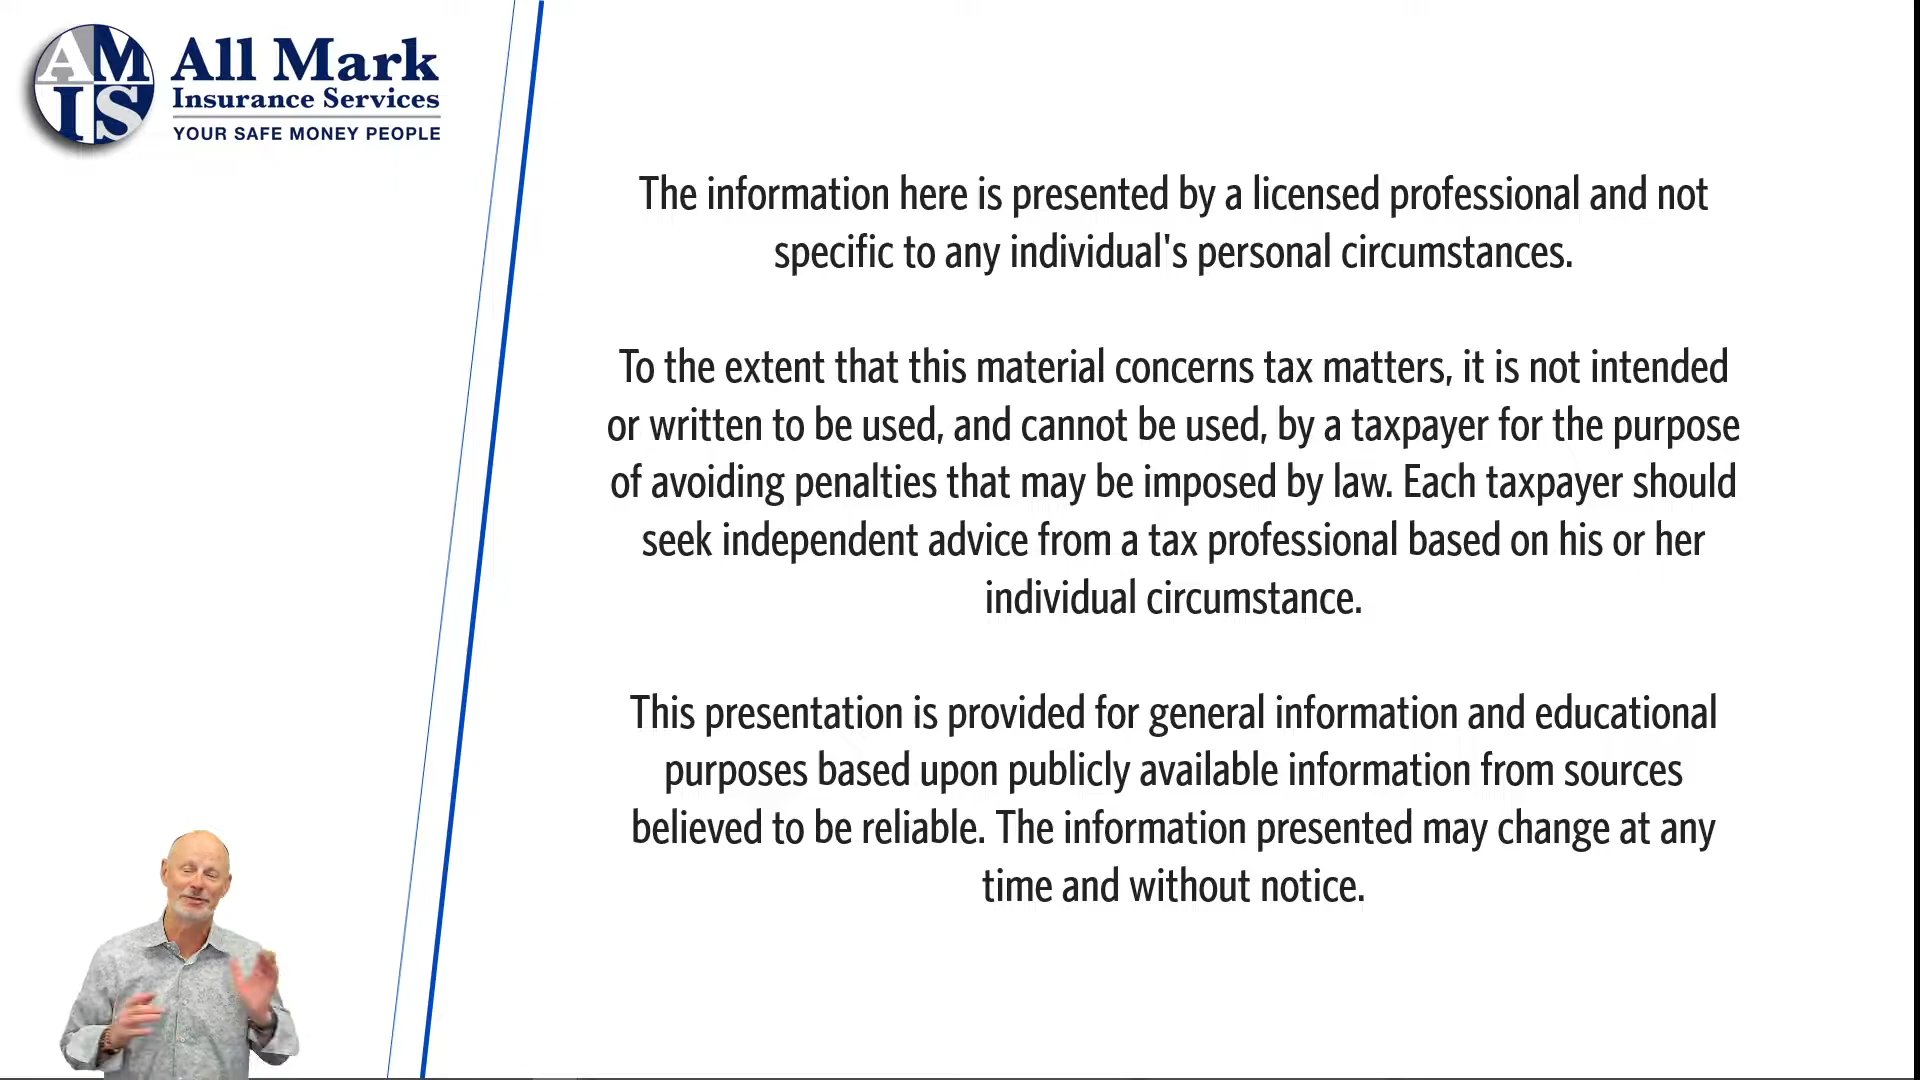 AM
IS
All Mark
Insurance Services
YOUR SAFE MONEY PEOPLE
The information here is presented by a licensed professional and not
specific to any individual's personal circumstances.
To the extent that this material concerns tax matters, it is not intended
or written to be used, and cannot be used, by a taxpayer for the purpose
of avoiding penalties that may be imposed by law. Each taxpayer should
seek independent advice from a tax professional based on his or her
individual circumstance.
This presentation is provided for general information and educational
purposes based upon publicly available information from sources
believed to be reliable. The information presented may change at any
time and without notice.